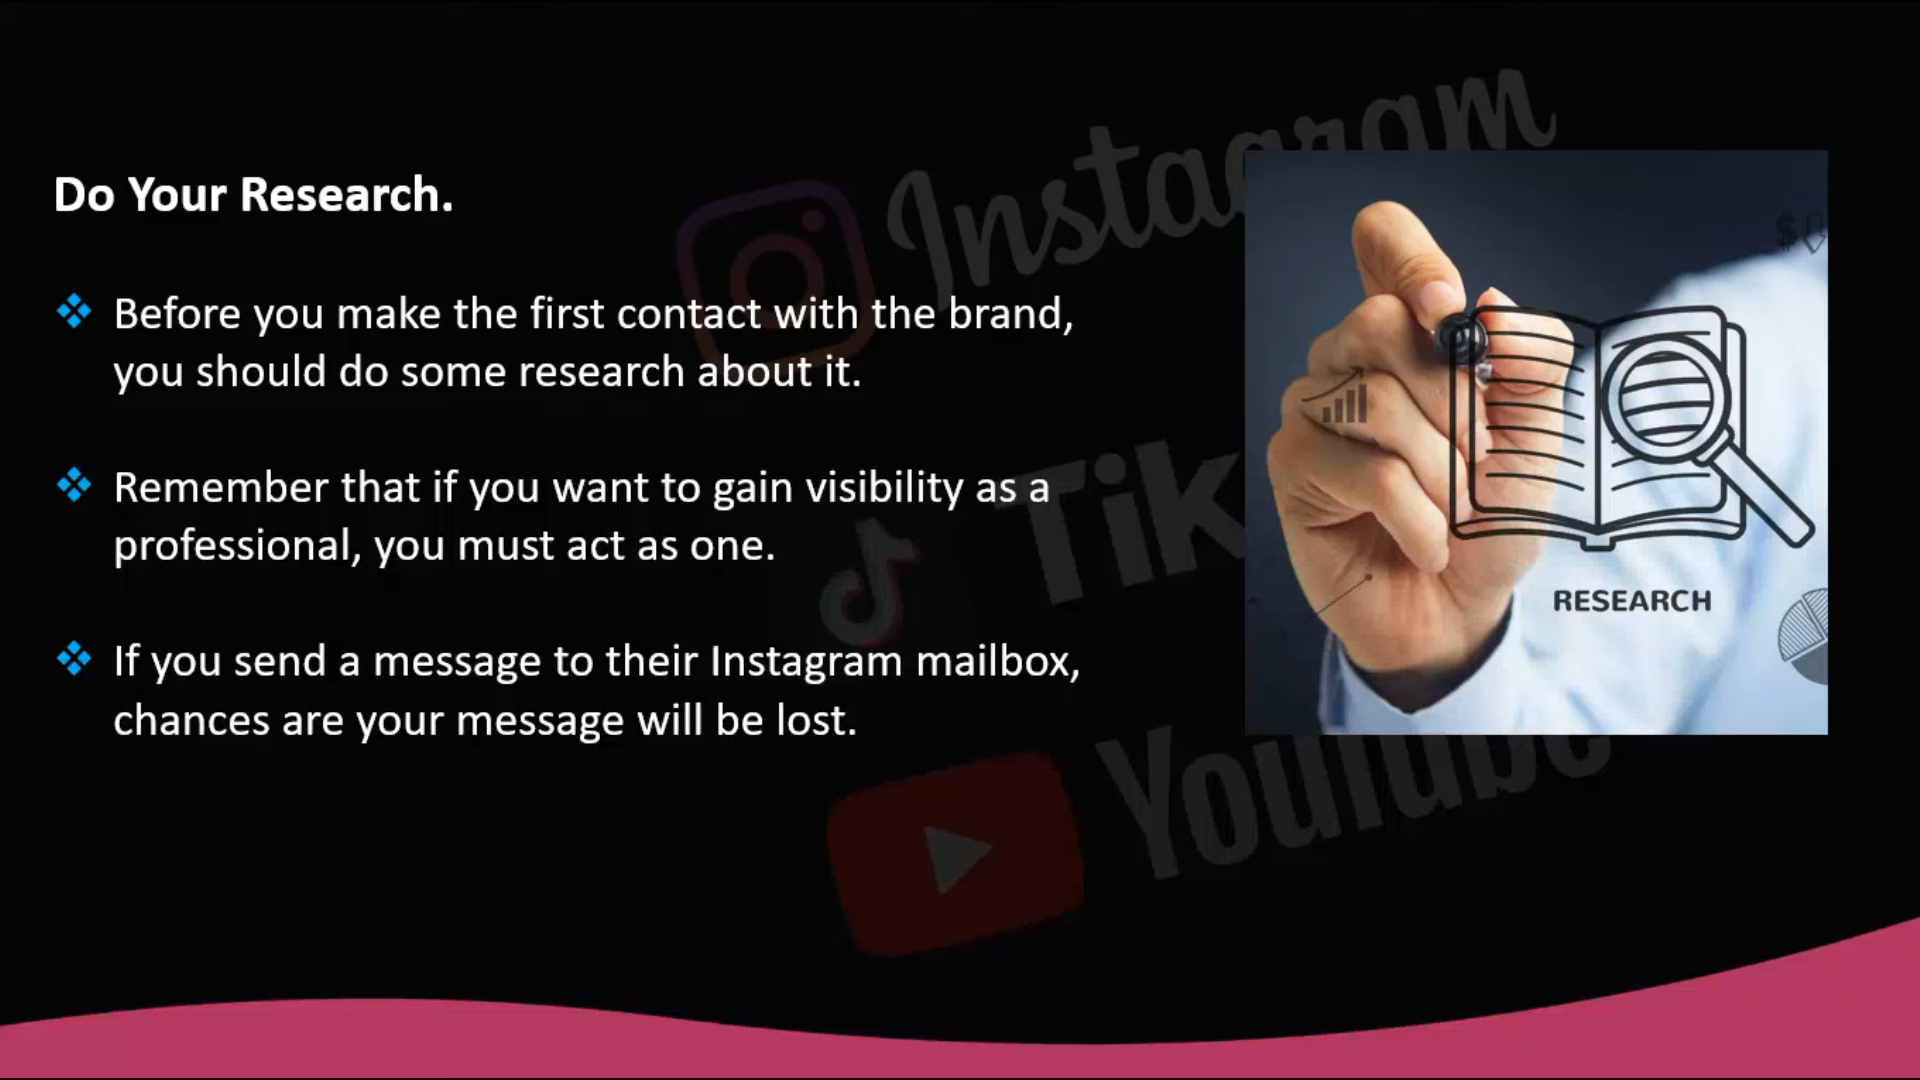 Instagram
Do Your Research.
Before you make the first contact with the brand,
you should do some research about it.
Remember that if you want to gain visibility as a
professional, you must act as one.
If you send a message to their Instagram mailbox,
chances are your message will be lost.
Tik
YouTube
$
RESEARCH